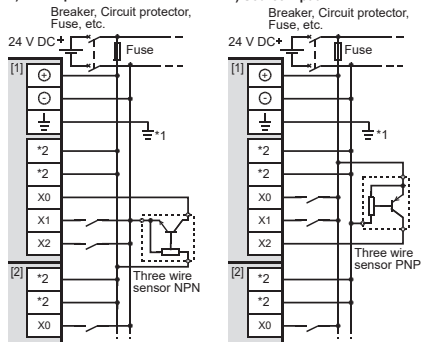 Breaker, Circuit protector,
Fuse, etc.
24 V DC+
Fuse
[1]
+
-
*1
*2
*2
X0
X1
X2
Three wire
sensor NPN
[2]
*2
*2
X0
Breaker, Circuit protector,
Fuse, etc.
24 V DC+
Fuse
[1]
+
-
*1
*2
*2
X0
X1
X2
Three wire
sensor PNP
[2]
*2
*2
X0